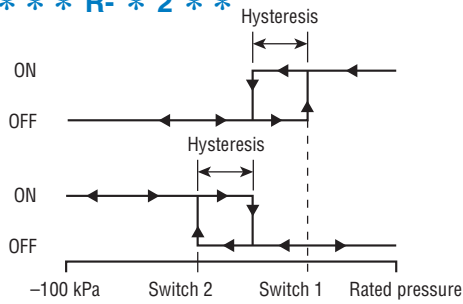 * * * R- * 2 * *
Hysteresis
ON
OFF
Hysteresis
ON
OFF
–100 kPa Switch 2 Switch 1 Rated pressure